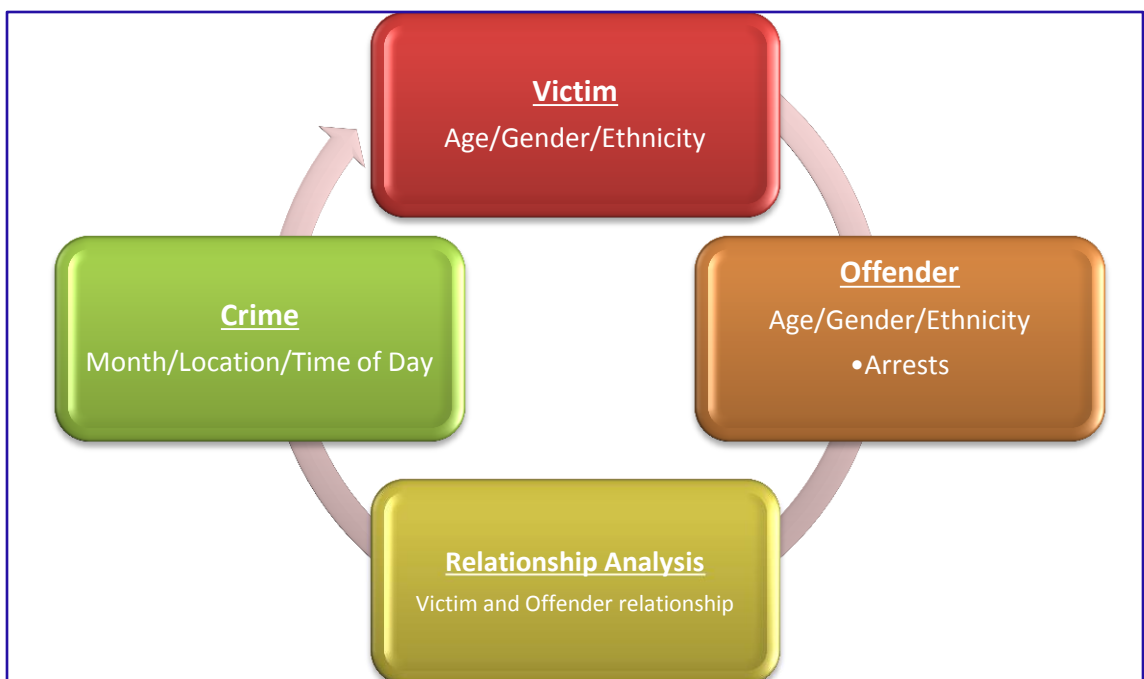 Victim
Age/Gender/Ethnicity
Offender
Age/Gender/Ethnicity
•Arrests
Relationship Analysis
Victim and Offender relationship
Crime
Month/Location/Time of Day